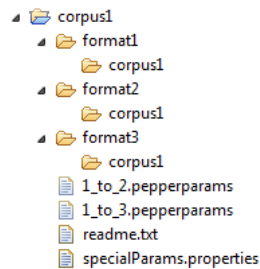 corpus1
format1
corpus1
format2
corpus1
format3
corpus1
1_to_2.pepperparams
1_to_3.pepperparams
readme.txt
specialParams.properties